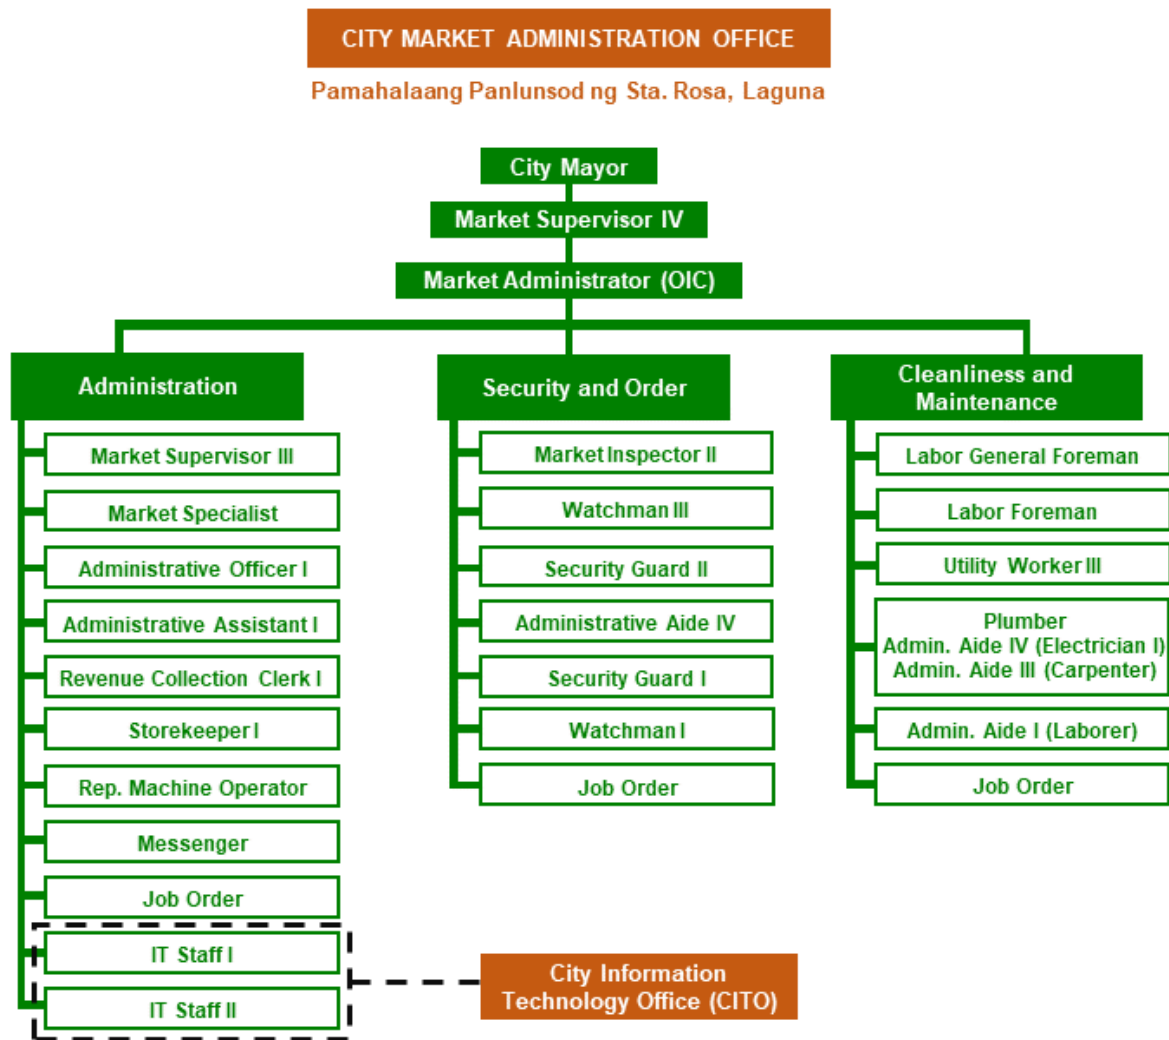 CITY MARKET ADMINISTRATION OFFICE
Pamahalaang Panlunsod ng Sta. Rosa, Laguna
City Mayor
Market Supervisor IV
Market Administrator (OIC)
Administration
Market Supervisor III
Market Specialist
Administrative Officer I
Administrative Assistant I
Revenue Collection Clerk I
Storekeeper I
Rep. Machine Operator
Messenger
Job Order
IT Staff I
IT Staff II
Security and Order
Market Inspector II
Watchman III
Security Guard II
Administrative Aide IV
Security Guard I
Watchman I
Job Order
Cleanliness and
Maintenance
Labor General Foreman
Labor Foreman
Utility Worker III
Plumber
Admin. Aide IV (Electrician I)
Admin. Aide III (Carpenter)
Admin. Aide I (Laborer)
Job Order
City Information
Technology Office (CITO)